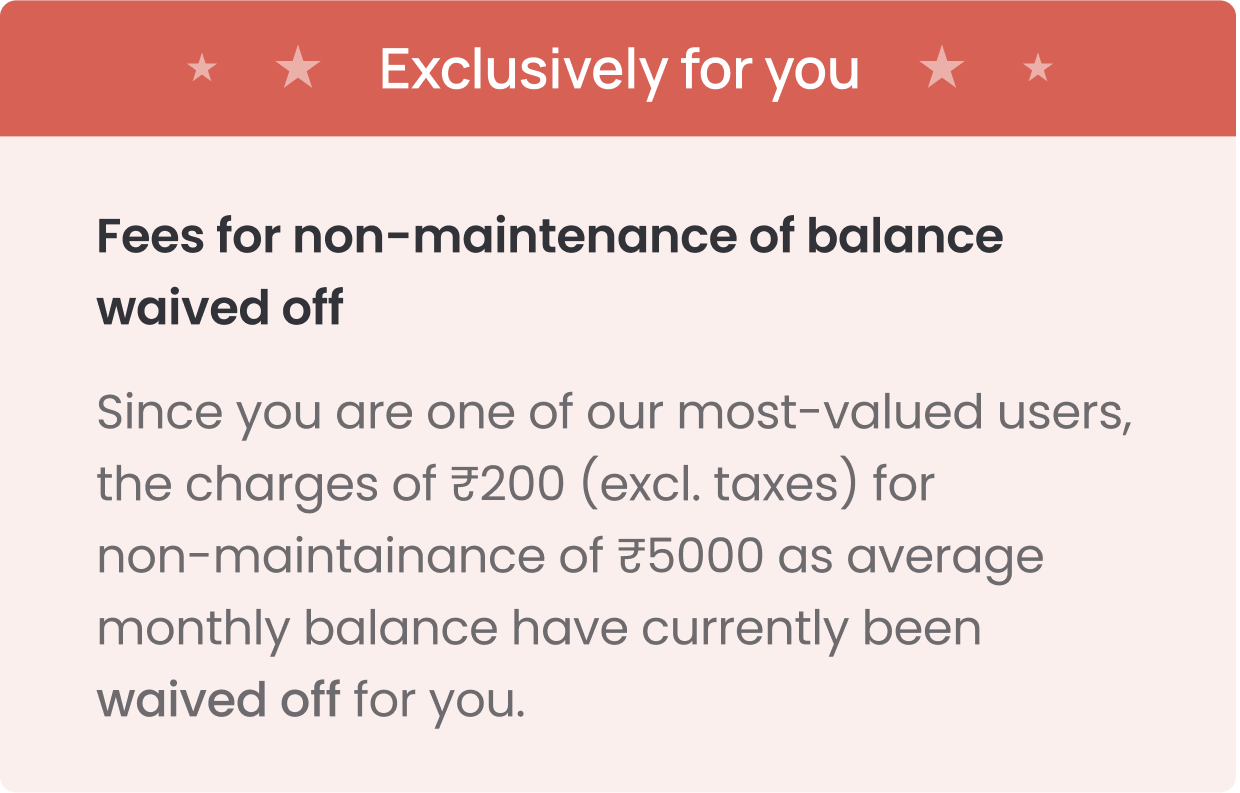 Exclusively for you
Fees for non-maintenance of balance
waived off
Since you are one of our most-valued users,
the charges of ₹200 (excl. taxes) for
non-maintainance of ₹5000 as average
monthly balance have currently been
waived off for you.